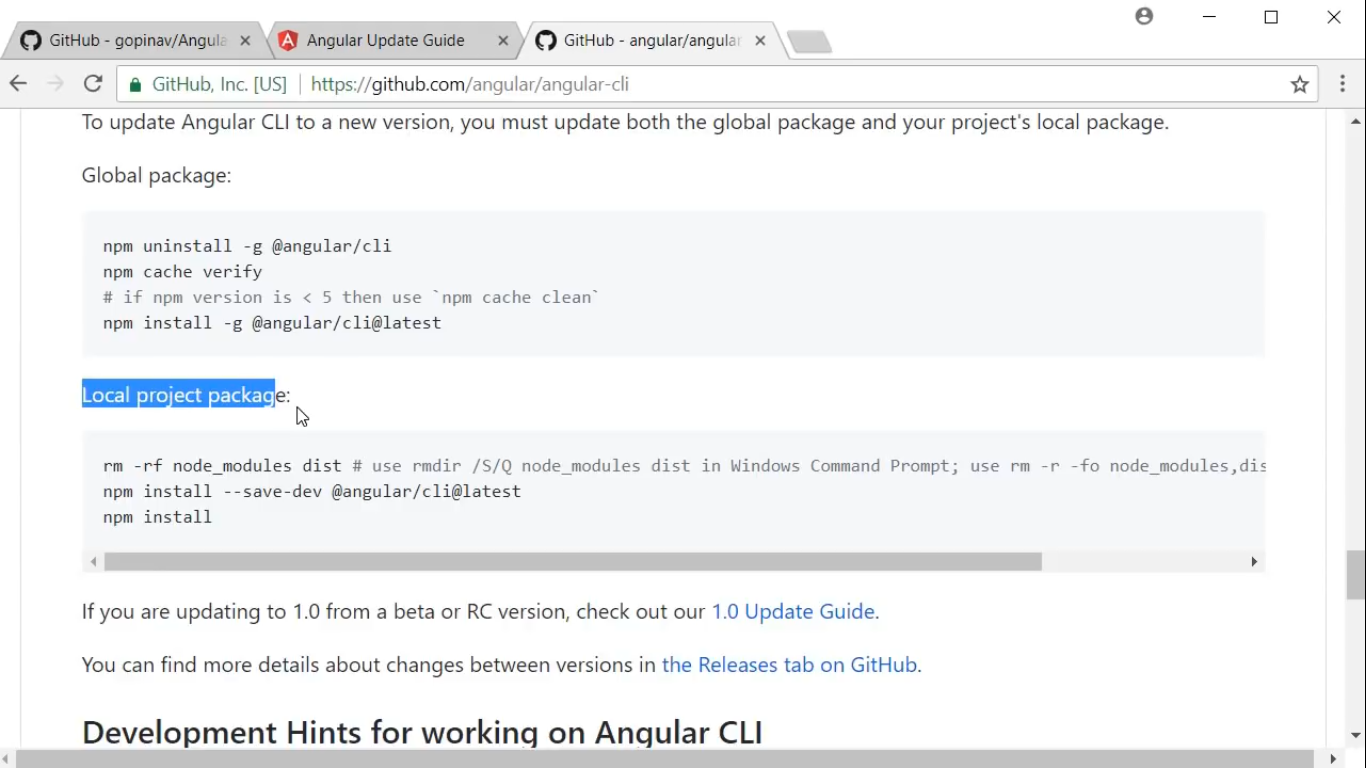 GitHub - gopinav/Angula
Angular Update Guide
GitHub - angular/angular
GitHub, Inc. [US]
https://github.com/angular/angular-cli
To update Angular CLI to a new version, you must update both the global package and your project's local package.
Global package:
npm uninstall -g @angular/cli
npm cache verify
# if npm version is < 5 then use `npm cache clean`
npm install -g @angular/cli@latest
Local project package:
rm -rf node_modules dist # use rmdir /S/Q node_modules dist in Windows Command Prompt; use rm -r -fo node_modules,dis
npm install --save-dev @angular/cli@latest
npm install
If you are updating to 1.0 from a beta or RC version, check out our 1.0 Update Guide.
You can find more details about changes between versions in the Releases tab on GitHub.
Development Hints for working on Angular CLI